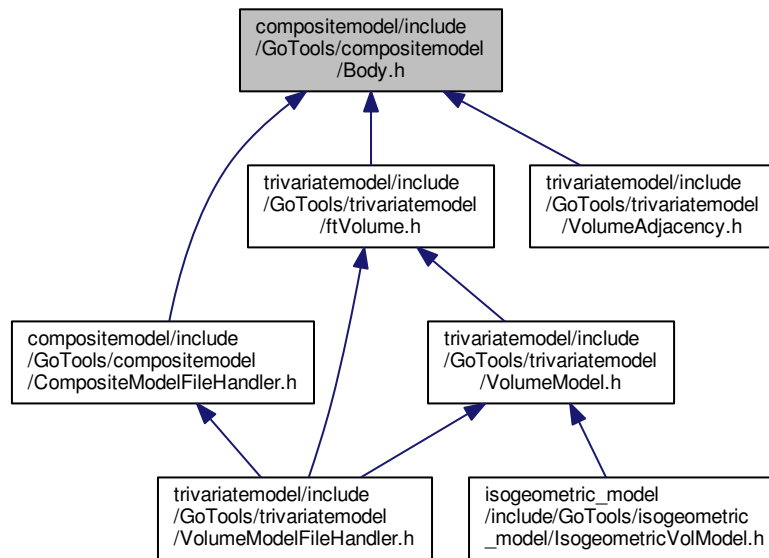 compositemodel/include
/GoTools/compositemodel
/Body.h
trivariatemodel/include
/GoTools/trivariatemodel
/ftVolume.h
trivariatemodel/include
/GoTools/trivariatemodel
/VolumeAdjacency.h
compositemodel/include
/GoTools/compositemodel
/CompositeModelFileHandler.h
trivariatemodel/include
/GoTools/trivariatemodel
/VolumeModel.h
trivariatemodel/include
/GoTools/trivariatemodel
/VolumeModelFileHandler.h
isogeometric_model
/include/GoTools/isogeometric
_model/IsogeometricVolModel.h